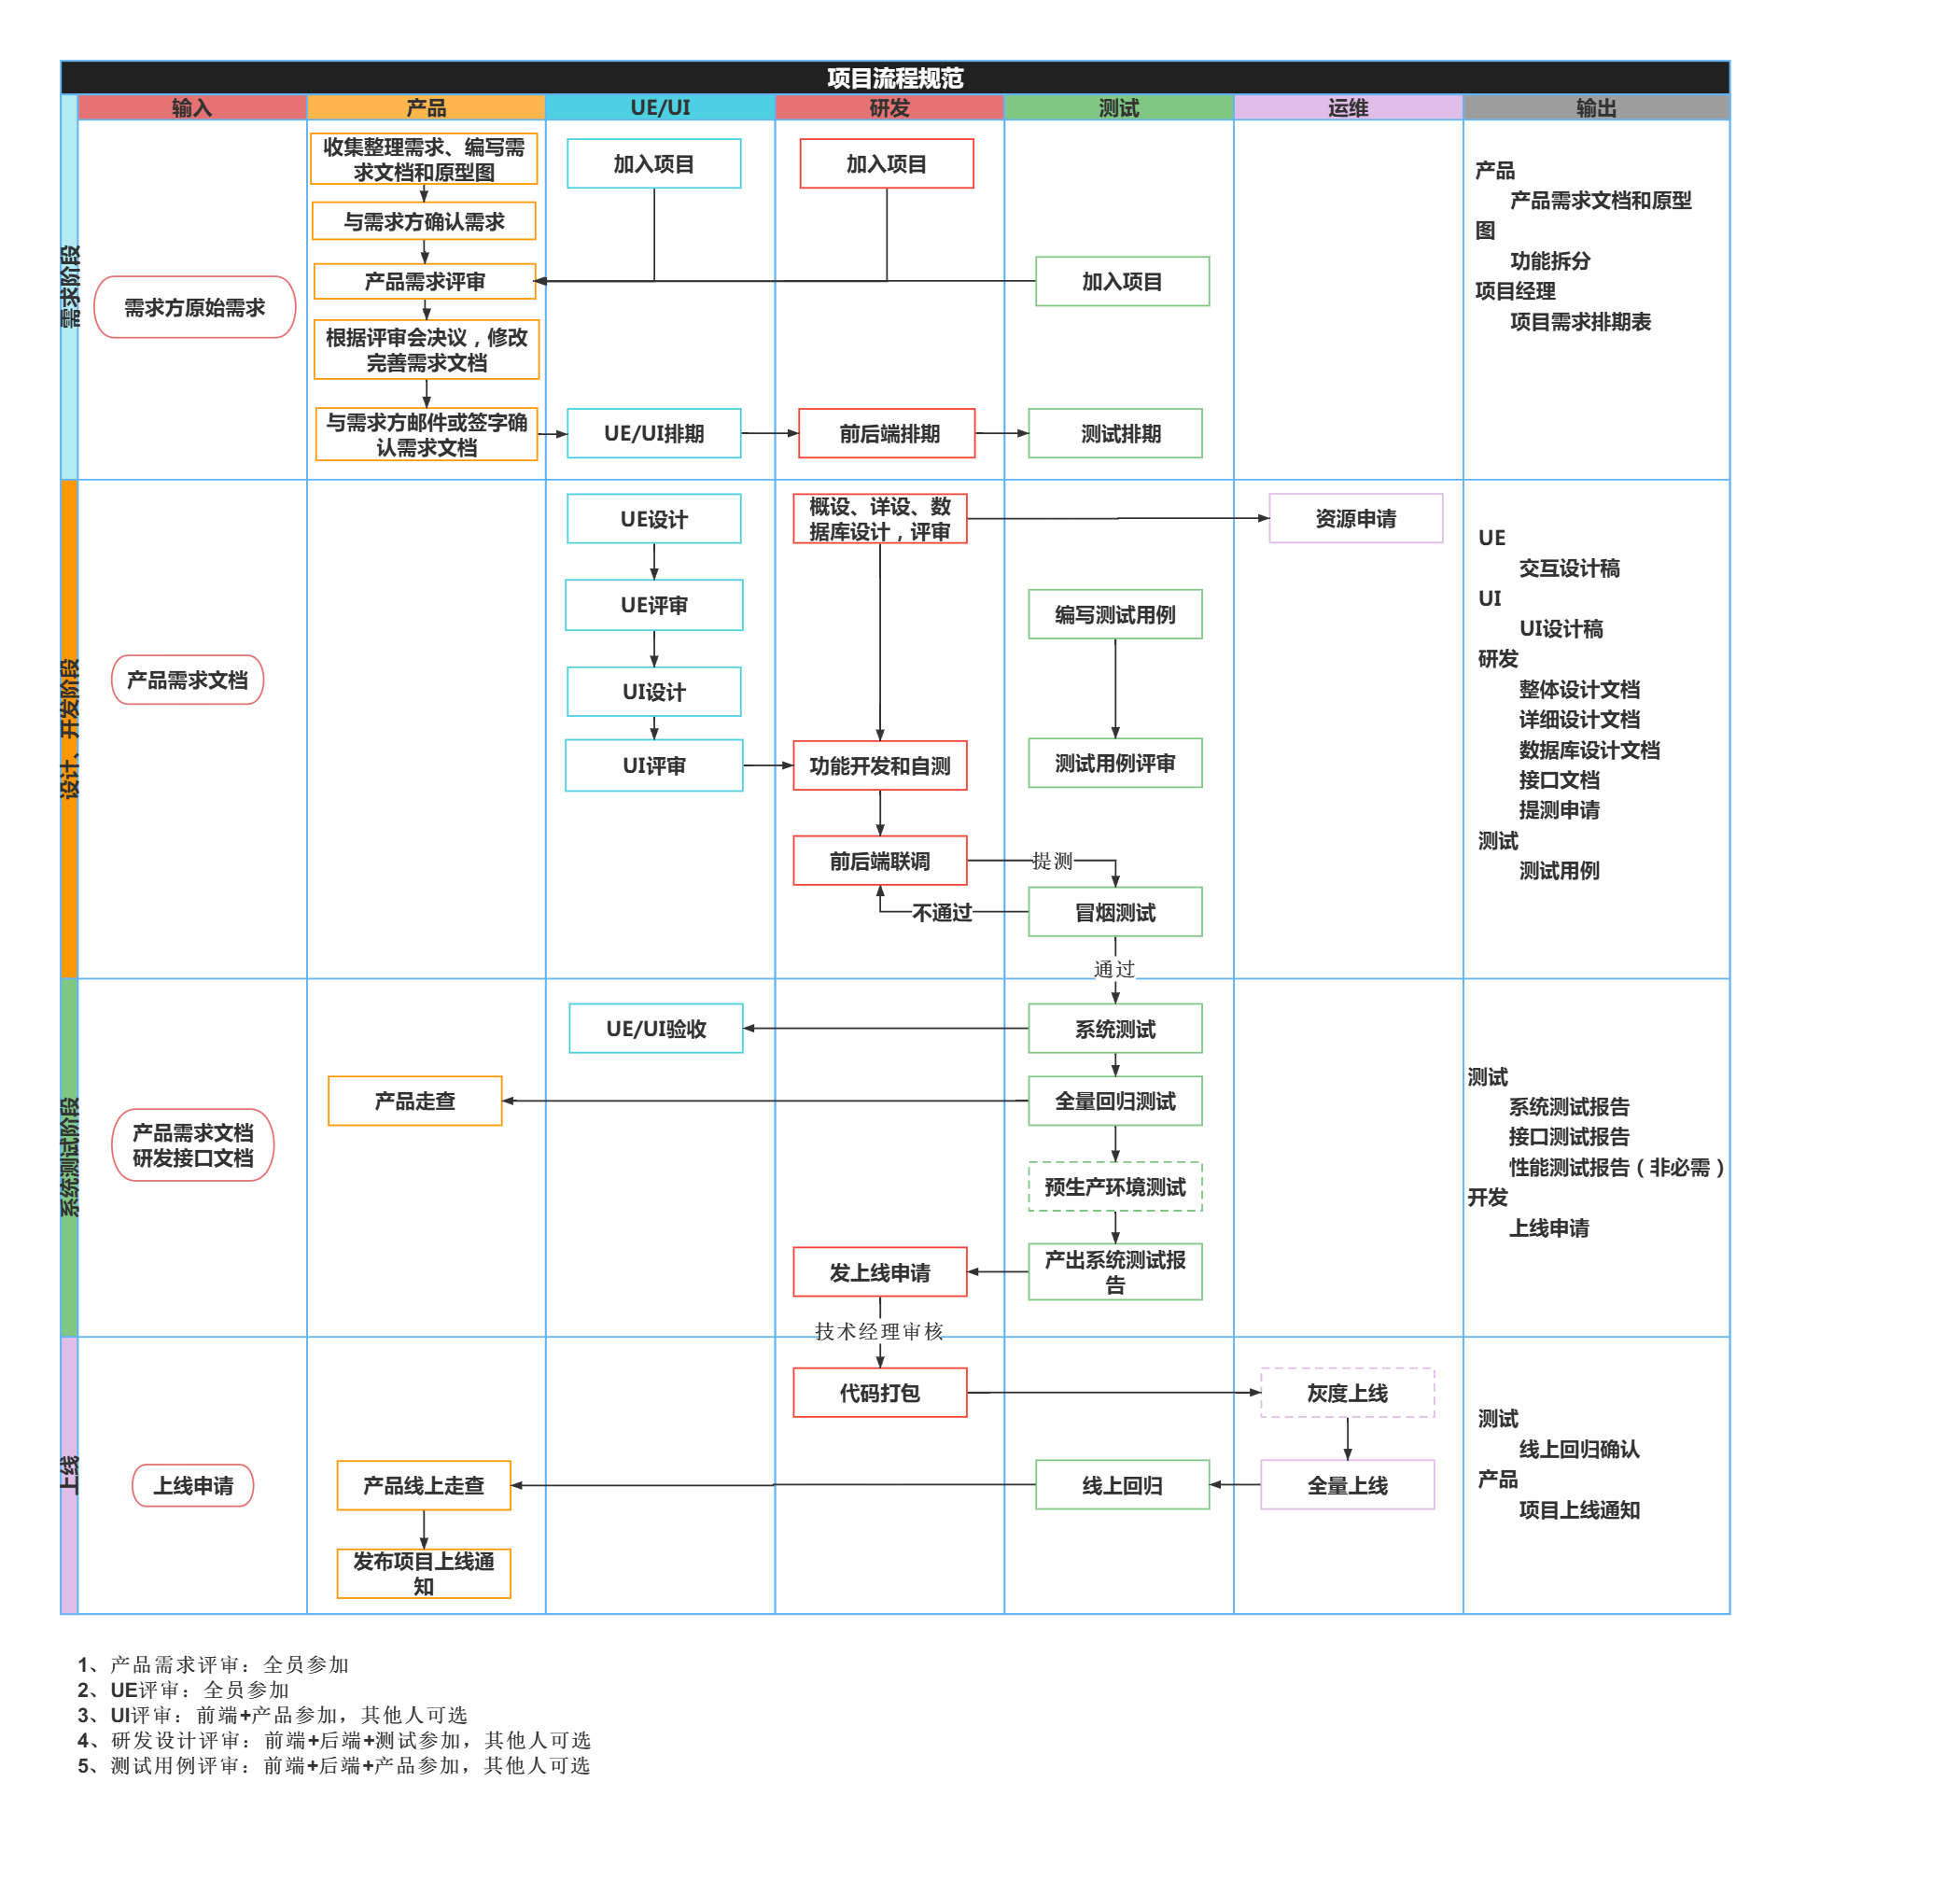 项目流程规范
输入
产品
UE/UI
研发
测试
运维
输出
需求阶段
需求方原始需求
收集整理需求、编写需
求文档和原型图
与需求方确认需求
产品需求评审
根据评审会决议，修改
完善需求文档
与需求方邮件或签字确
认需求文档
加入项目
UE/UI排期
加入项目
前后端排期
加入项目
测试排期
产品
产品需求文档和原型
图
功能拆分
项目经理
项目需求排期表
设计、开发阶段
产品需求文档
UE设计
UE评审
UI设计
UI评审
概设、详设、数
据库设计，评审
功能开发和自测
前后端联调
提测
不通过
编写测试用例
测试用例评审
冒烟测试
通过
资源申请
UE
交互设计稿
UI
UI设计稿
研发
整体设计文档
详细设计文档
数据库设计文档
接口文档
提测申请
测试
测试用例
系统测试阶段
产品需求文档
研发接口文档
产品走查
UE/UI验收
系统测试
全量回归测试
预生产环境测试
产出系统测试报
告
发上线申请
技术经理审核
测试
系统测试报告
接口测试报告
性能测试报告（非必需）
开发
上线申请
上线
上线申请
代码打包
灰度上线
全量上线
线上回归
产品线上走查
发布项目上线通
知
测试
线上回归确认
产品
项目上线通知
1、产品需求评审：全员参加
2、UE评审：全员参加
3、UI评审：前端+产品参加，其他人可选
4、研发设计评审：前端+后端+测试参加，其他人可选
5、测试用例评审：前端+后端+产品参加，其他人可选